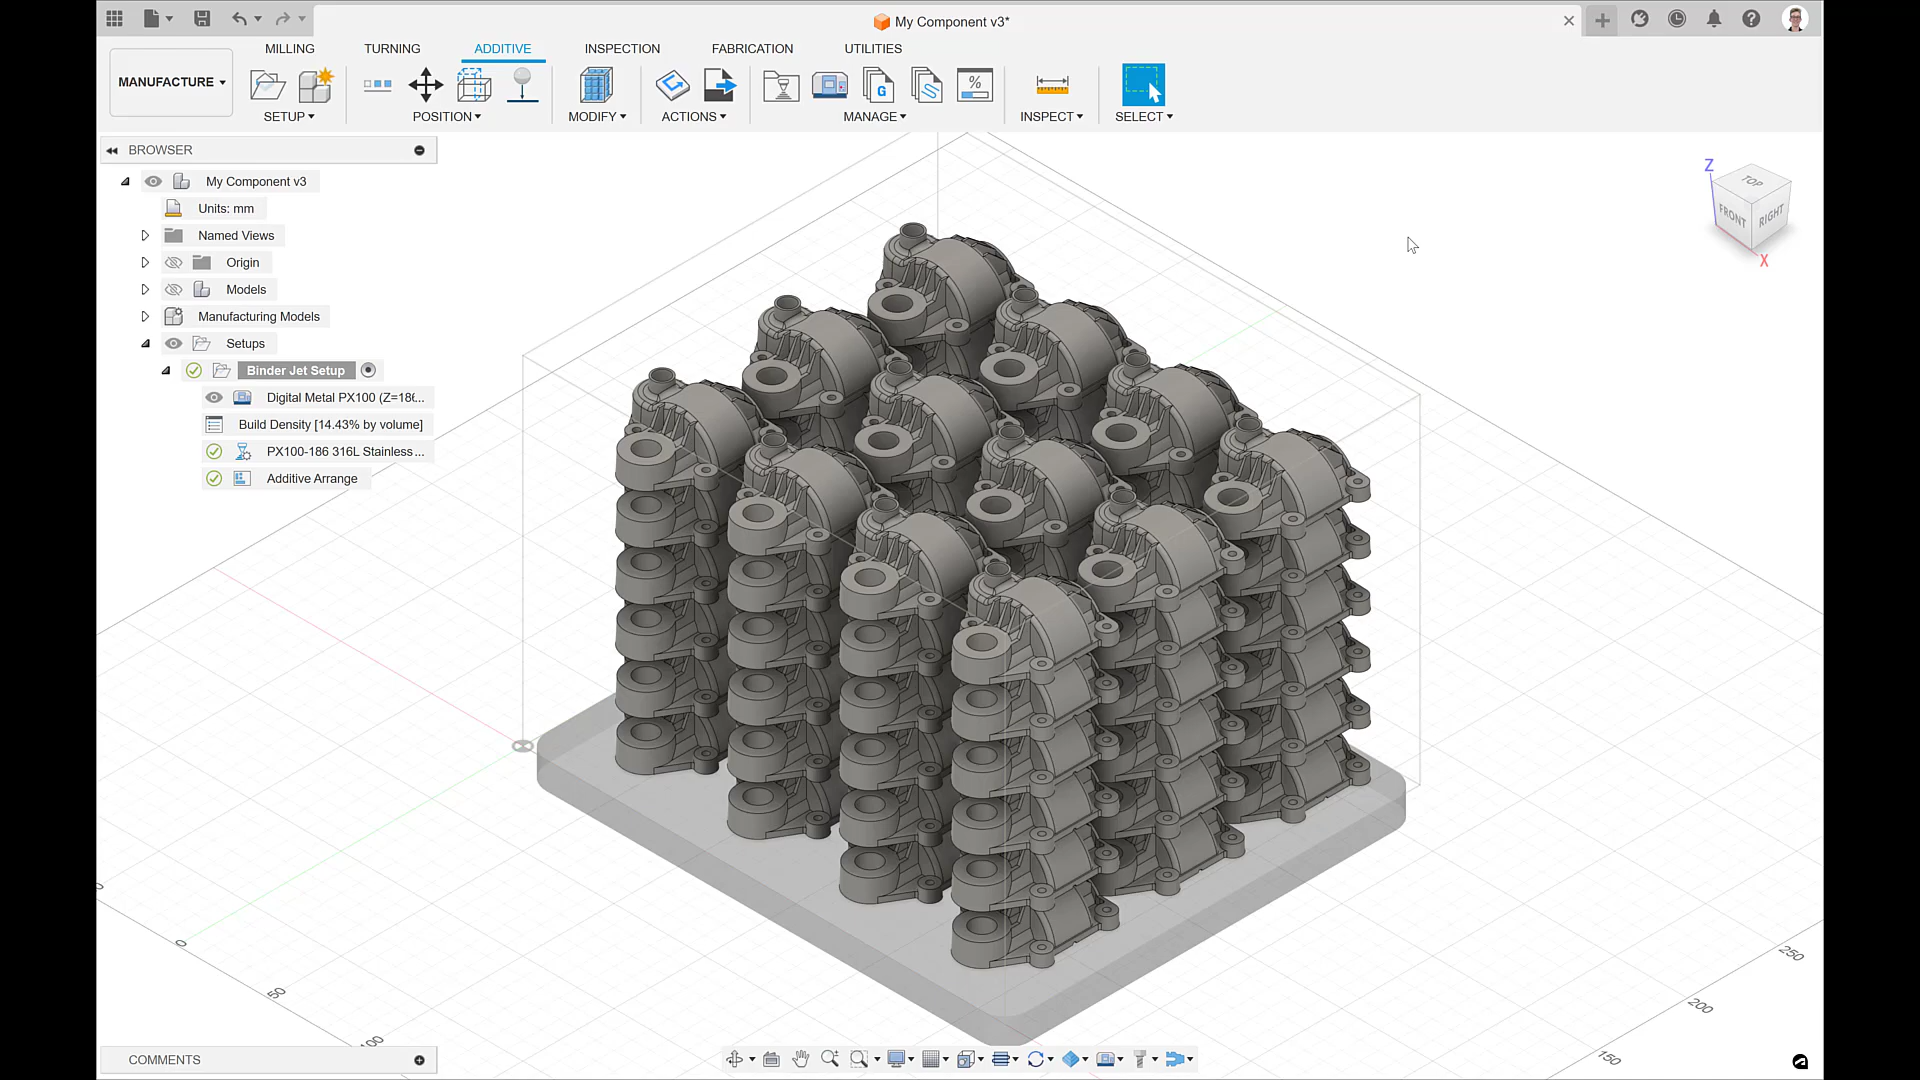 My Component v3*
MILLING
TURNING
ADDITIVE
INSPECTION
FABRICATION
UTILITIES
MANUFACTURE
SETUP
POSITION
MODIFY
ACTIONS
G
%
MANAGE
INSPECT
SELECT
BROWSER
My Component v3
Units: mm
Named Views
Origin
Models
Manufacturing Models
Setups
Binder Jet Setup
Digital Metal PX100 (Z=18(...
Build Density [14.43% by volume]
PX100-186 316L Stainless...
Additive Arrange
Z
TOP
FRONT
RIGHT
X
0
0
50
100
150
200
250
COMMENTS